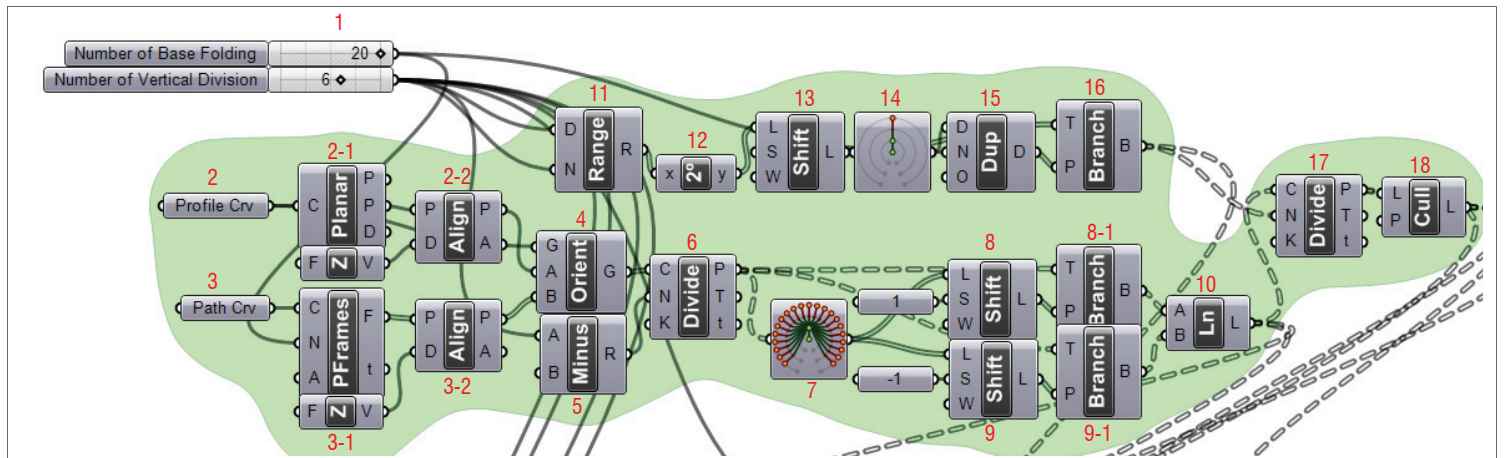 1
Number of Base Folding 20
Number of Vertical Division 6
11
D
N
Range
R
12
x 2º y
13
L
S
W
Shift
L
14
15
D
N
O
Dup
D
16
T
P
Branch
B
17
C
N
K
Divide
P
T
t
18
L
P
Cull
L
2
Profile Crv
2-1
C
Planar
P
P
D
F Z V
2-2
P
D
Align
P
A
3
Path Crv
C
N
A
PFrames
F
t
F Z V
3-1
P
D
Align
P
A
3-2
4
G
A
B
Orient
G
A
B
Minus
R
5
6
C
N
K
Divide
P
T
t
7
1
-1
8
L
S
W
Shift
L
L
S
W
Shift
L
9
8-1
T
P
Branch
B
T
P
Branch
B
9-1
10
A
B
Ln
L